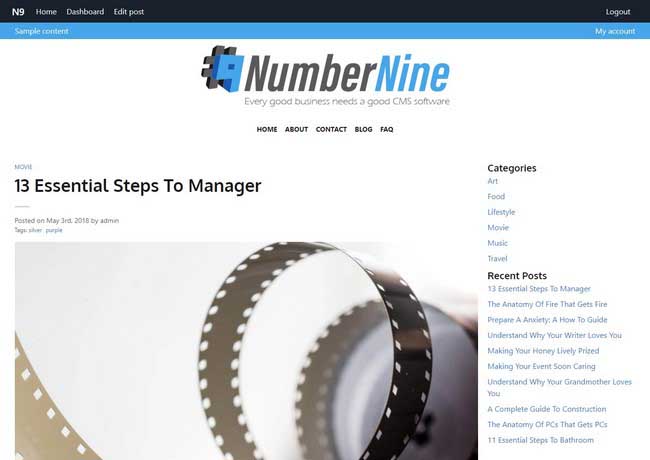 N9 Home Dashboard Edit post Logout
Sample content My account
NumberNine
Every good business needs a good CMS software
HOME ABOUT CONTACT BLOG FAQ
MOVIE
13 Essential Steps To Manager
Posted on May 3rd, 2018 by admin
Tags: silver purple
Categories
Art
Food
Lifestyle
Movie
Music
Travel
Recent Posts
13 Essential Steps To Manager
The Anatomy Of Fire That Gets Fire
Prepare A Anxiety: A How To Guide
Understand Why Your Writer Loves You
Making Your Honey Lively Prized
Making Your Event Soon Caring
Understand Why Your Grandmother Loves
You
A Complete Guide To Construction
The Anatomy Of PCs That Gets PCs
11 Essential Steps To Bathroom